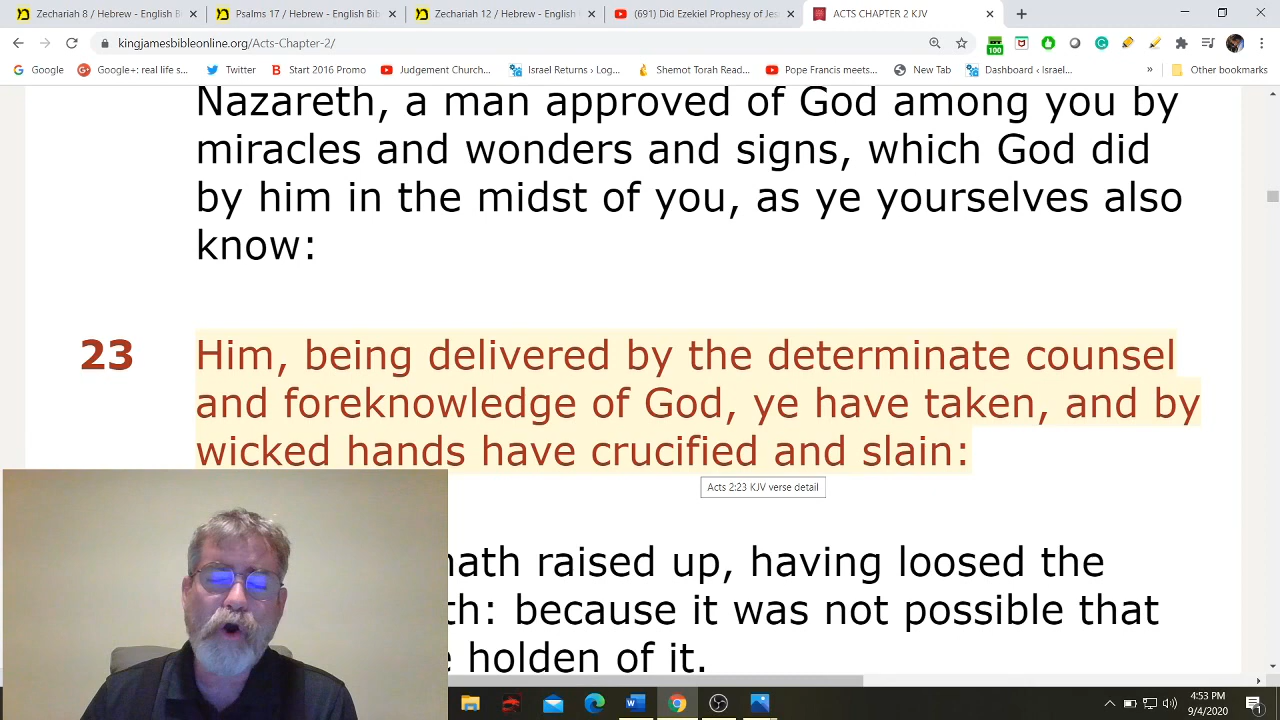 Zechariah 8 / Hebrew - English B
Psalms 17 / Hebrew - English Bib
Zechariah 12 / Hebrew - English
(691) Did Ezekiel Prophesy of Jes
ACTS CHAPTER 2 KJV
kingjamesbibleonline.org/Acts-Chapter-2/
100
Google
Google+: real life s...
Twitter
Start 2016 Promo
Judgement Church...
Israel Returns › Log...
Shemot Torah Read...
Pope Francis meets...
New Tab
Dashboard ‹ Israel...
»
Other bookmarks
Nazareth, a man approved of God among you by
miracles and wonders and signs, which God did
by him in the midst of you, as ye yourselves also
know:
23 Him, being delivered by the determinate counsel
and foreknowledge of God, ye have taken, and by
wicked hands have crucified and slain:
Acts 2:23 KJV verse detail
hath raised up, having loosed the
th: because it was not possible that
e holden of it.
4:53 PM
9/4/2020
1